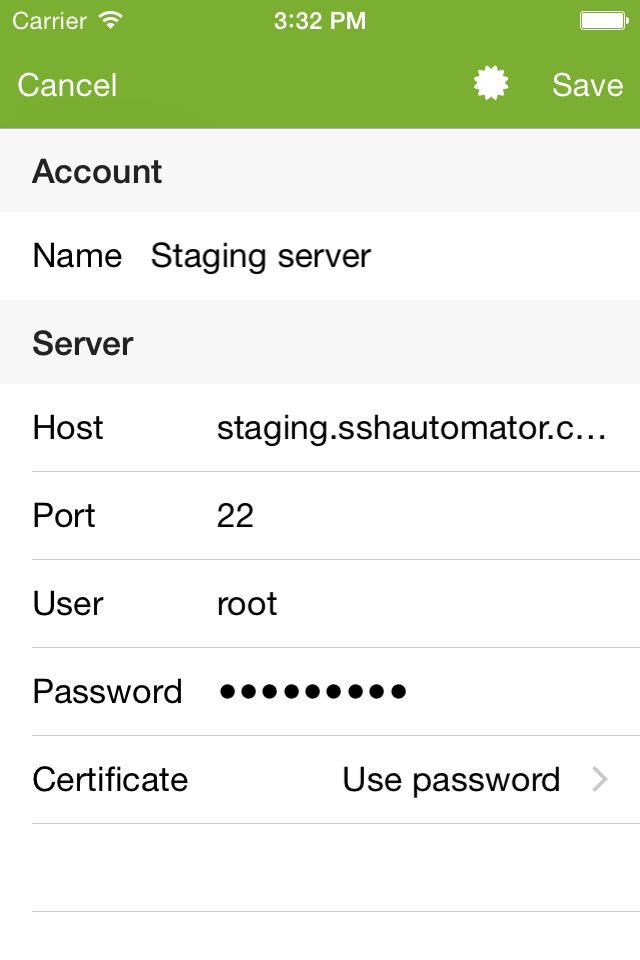 Carrier 3:32 PM
Cancel Save
Account
Name Staging server
Server
Host staging.sshautomator.c...
Port 22
User root
Password ●●●●●●●●●
Certificate Use password